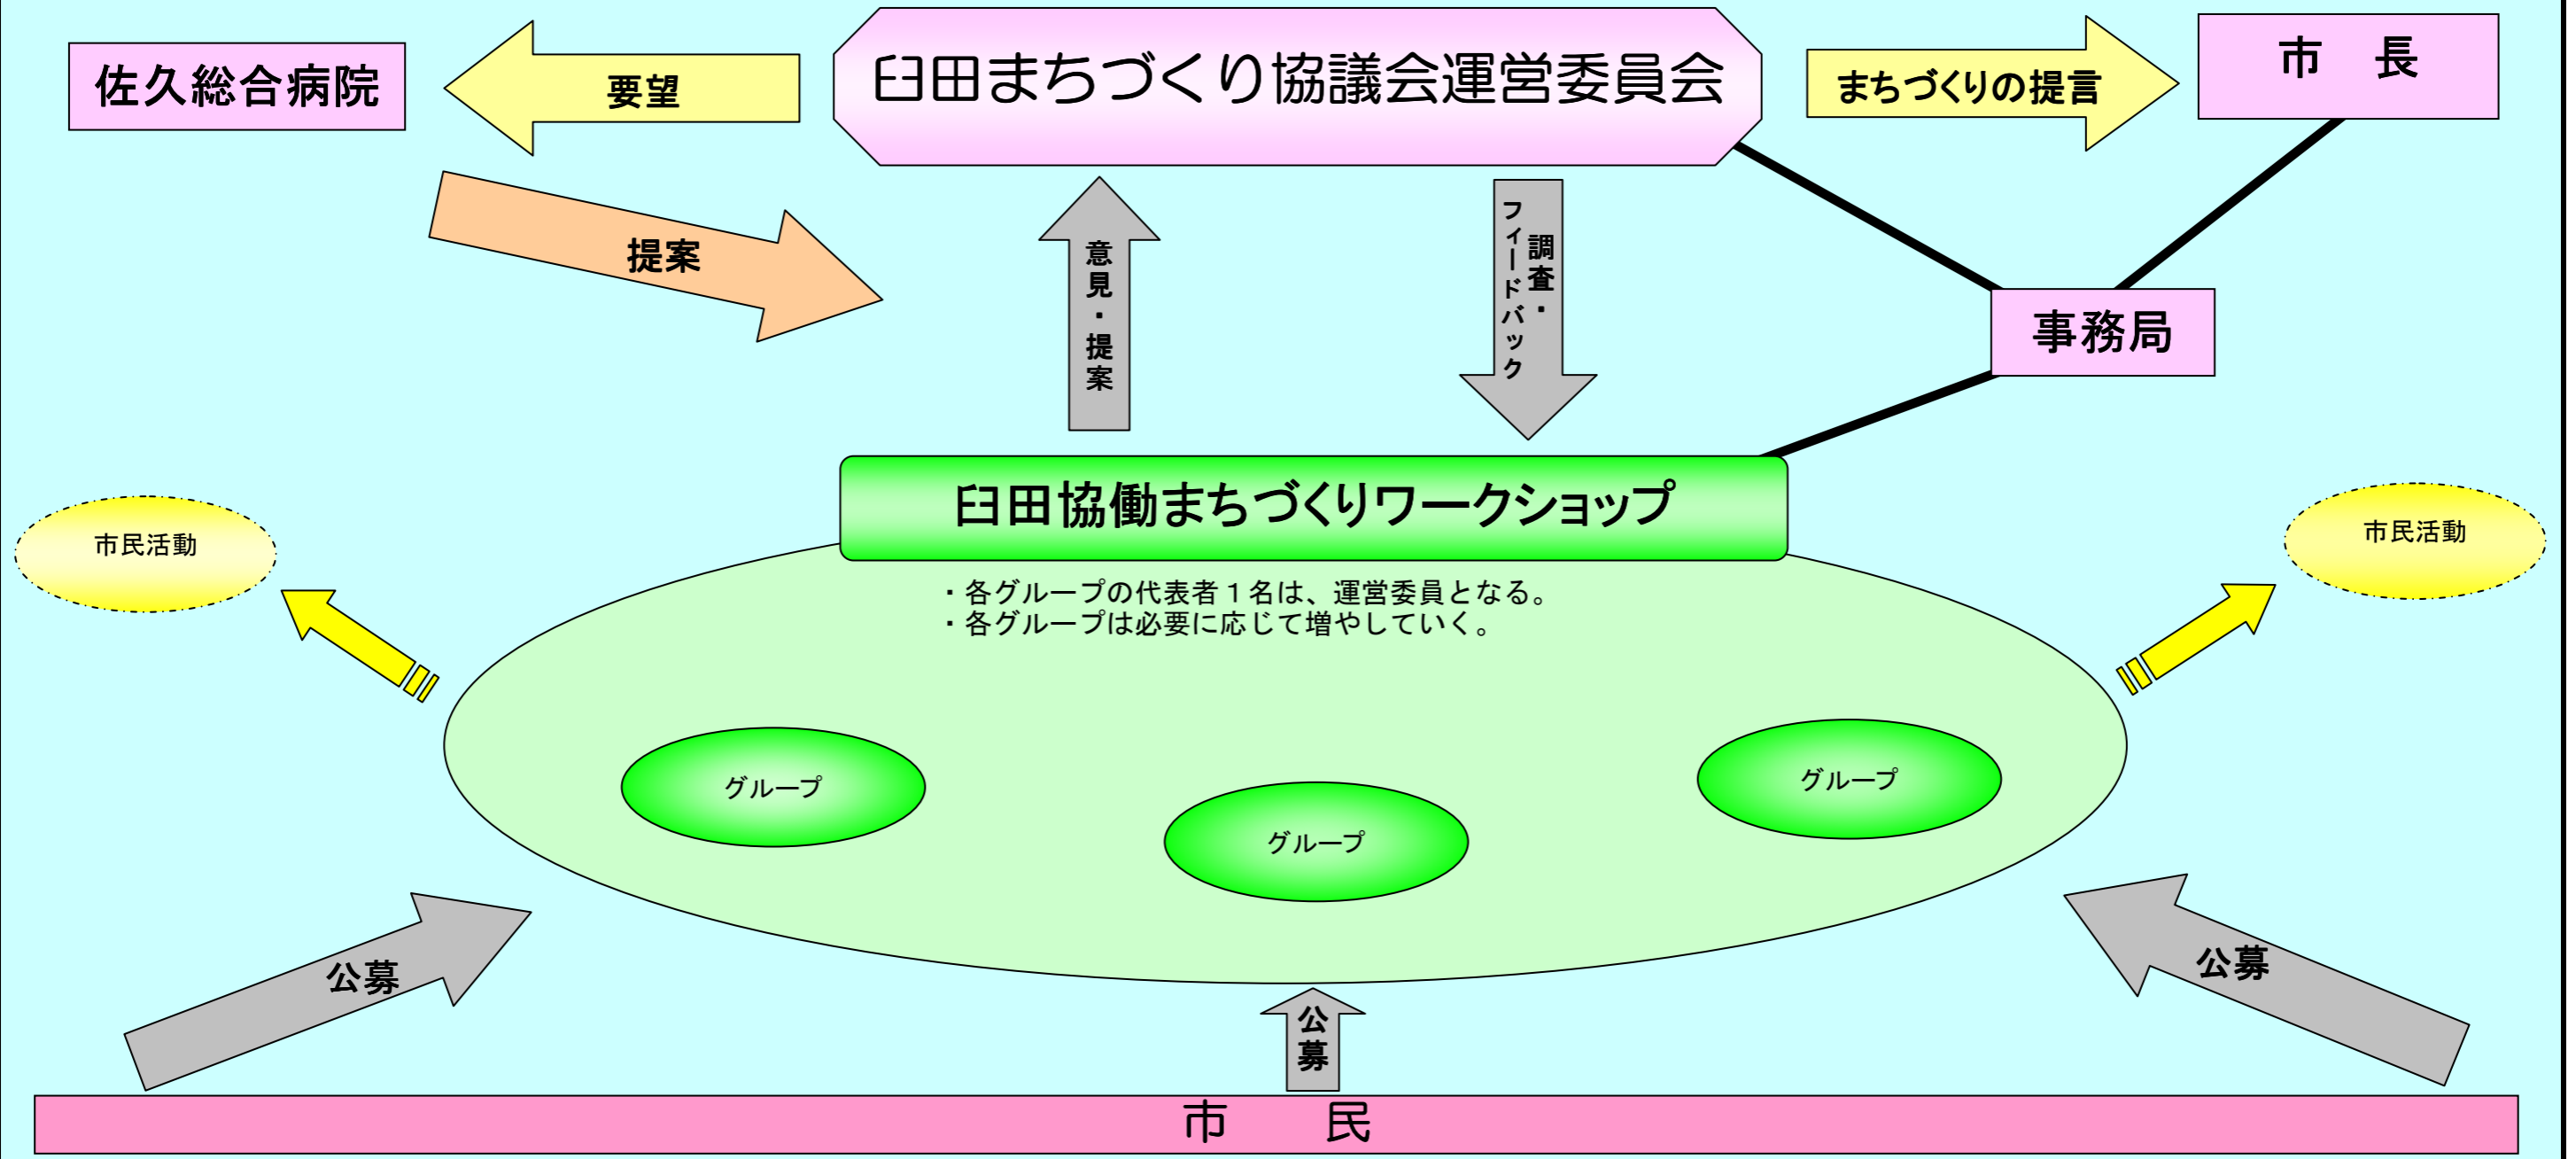 佐久総合病院
要望
臼田まちづくり協議会運営委員会
まちづくりの提言
市　長
提案
意見・提案
調査・
フィードバック
事務局
臼田協働まちづくりワークショップ
市民活動
市民活動
・各グループの代表者１名は、運営委員となる。
・各グループは必要に応じて増やしていく。
グループ
グループ
グループ
公募
公募
公募
市　　民